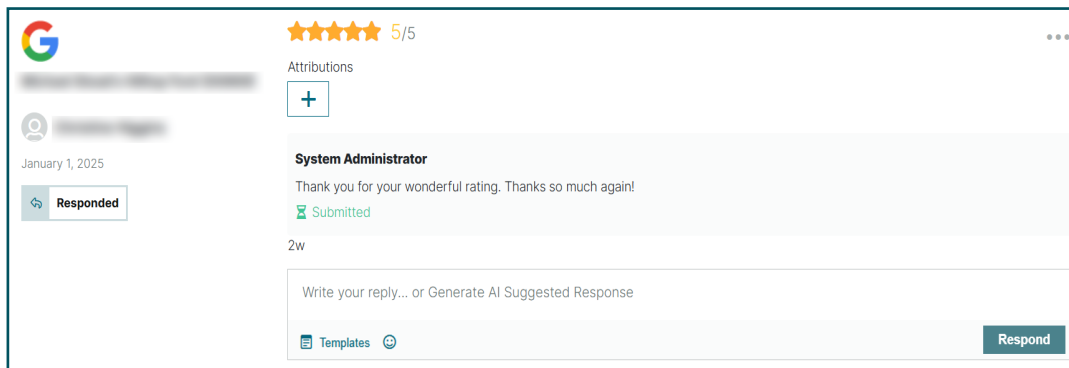 5/5
Attributions
+
January 1, 2025
Responded
System Administrator
Thank you for your wonderful rating. Thanks so much again!
Submitted
2w
Write your reply... or Generate AI Suggested Response
Templates
Respond